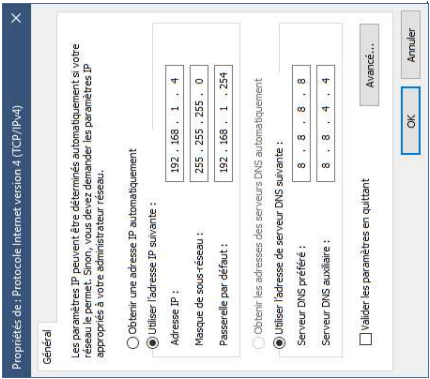 Propriétés de : Protocole Internet version 4 (TCP/IPv4)
Général
Les paramètres IP peuvent être déterminés automatiquement si votre
réseau le permet. Sinon, vous devez demander les paramètres IP
appropriés à votre administrateur réseau.
Obtenir une adresse IP automatiquement
Utiliser l'adresse IP suivante :
Adresse IP : 192 . 168 . 1 . 4
Masque de sous-réseau : 255 . 255 . 255 . 0
Passerelle par défaut : 192 . 168 . 1 . 254
Obtenir les adresses des serveurs DNS automatiquement
Utiliser l'adresse de serveur DNS suivante :
Serveur DNS préféré : 8 . 8 . 8 . 8
Serveur DNS auxiliaire : 8 . 8 . 4 . 4
Valider les paramètres en quittant
Avancé...
OK Annuler